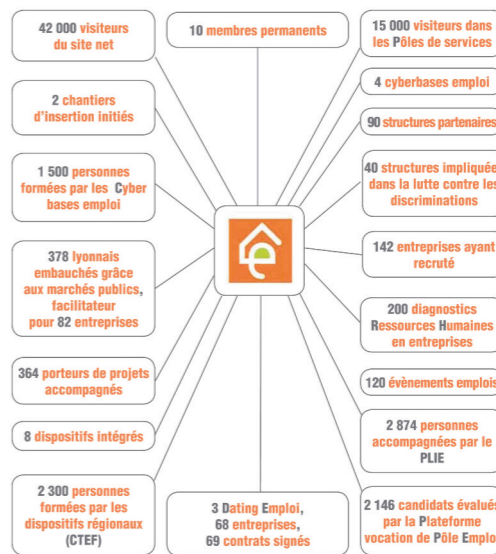 42 000 visiteurs
du site net
10 membres permanents
15 000 visiteurs dans
les Pôles de services
4 cyberbases emploi
2 chantiers
d'insertion initiés
90 structures partenaires
1 500 personnes
formées par les Cyber
bases emploi
40 structures impliquée
dans la lutte contre les
discriminations
378 lyonnais
embauchés grâce
aux marchés publics,
facilitateur
pour 82 entreprises
142 entreprises ayant
recruté
200 diagnostics
Ressources Humaines
en entreprises
364 porteurs de projets
accompagnés
120 évènements emplois
8 dispositifs intégrés
2 874 personnes
accompagnées par le
PLIE
2 300 personnes
formées par les
dispositifs régionaux
(CTEF)
3 Dating Emploi,
68 entreprises,
69 contrats signés
2 146 candidats évalués
par la Plateforme
vocation de Pôle Emplo